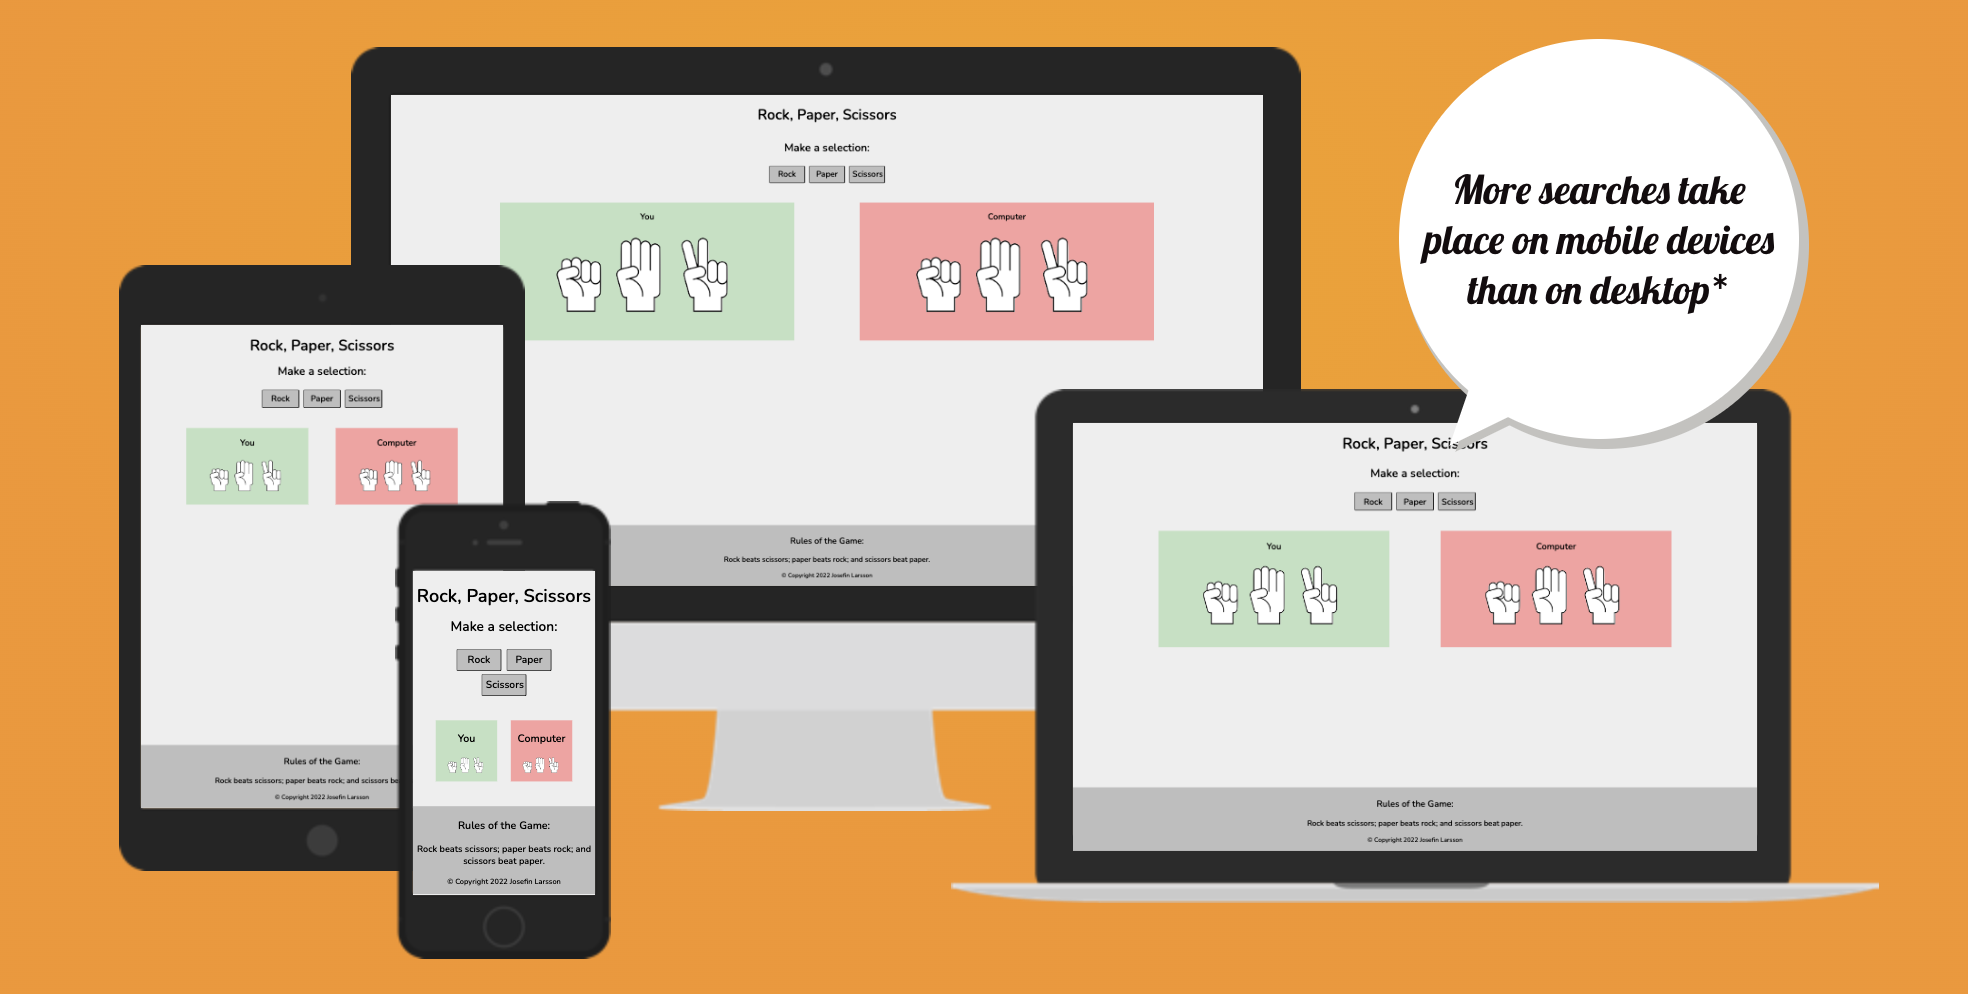 Rock, Paper, Scissors
Make a selection:
Rock Paper Scissors
You Computer
Rules of the Game:
Rock beats scissors; paper beats rock; and scissors beat paper.
© Copyright 2022 Josefin Larsson
More searches take
place on mobile devices
than on desktop*
Rock, Paper, Scissors
Make a selection:
Rock Paper Scissors
You Computer
Rules of the Game:
Rock beats scissors; paper beats rock; and scissors be
© Copyright 2022 Josefin Larsson
Rock, Paper, Scissors
Make a selection:
Rock Paper
Scissors
You Computer
Rules of the Game:
Rock beats scissors; paper beats rock; and
scissors beat paper.
© Copyright 2022 Josefin Larsson
Rock, Paper, Scissors
Make a selection:
Rock Paper Scissors
You Computer
Rules of the Game:
Rock beats scissors; paper beats rock; and scissors beat paper.
© Copyright 2022 Josefin Larsson